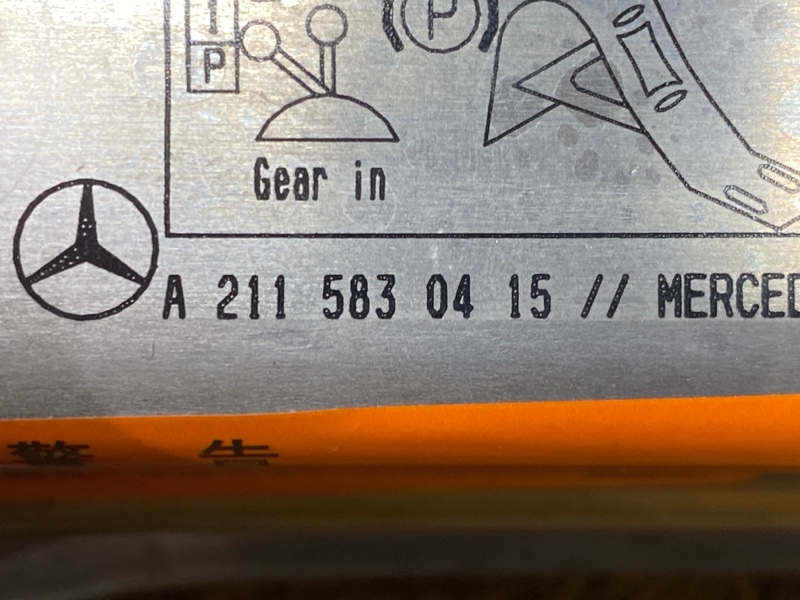 P
P
Gear in
A 211 583 04 15 // MERCED
警告